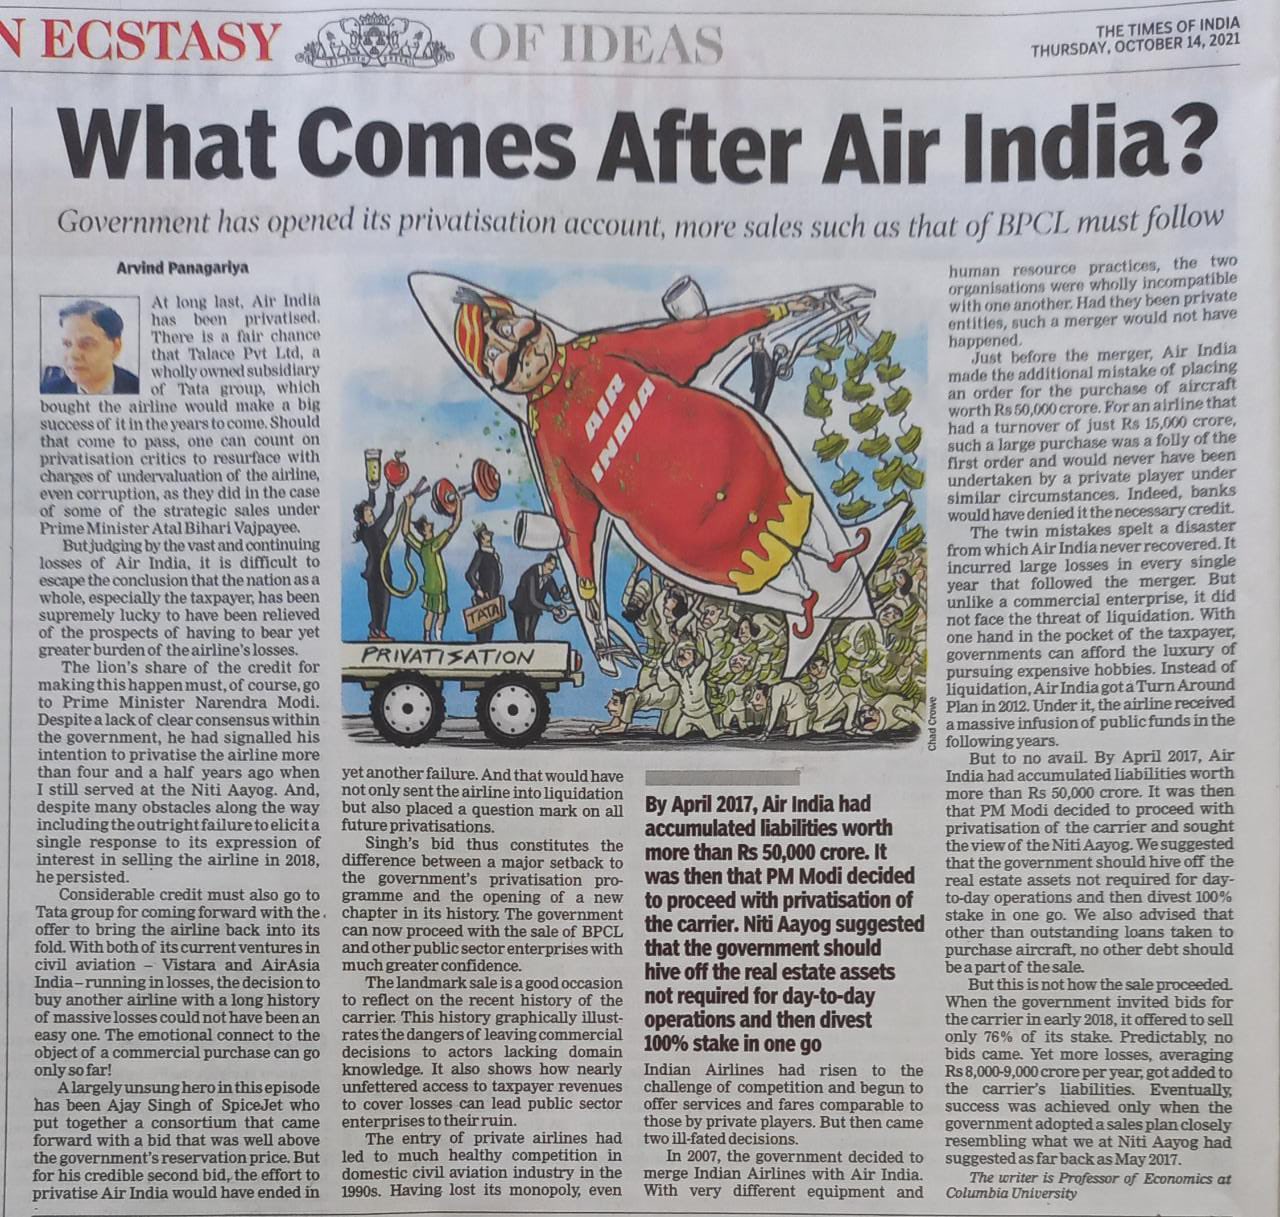 N ECSTASY OF IDEAS
THE TIMES OF INDIA
THURSDAY, OCTOBER 14, 2021
What Comes After Air India?
Government has opened its privatisation account, more sales such as that of BPCL must follow
Arvind Panagariya
At long last, Air India
has been privatised.
There is a fair chance
that Talace Pvt Ltd, a
wholly owned subsidiary
of Tata group, which
bought the airline would make a big
success of it in the years to come. Should
that come to pass, one can count on
privatisation critics to resurface with
charges of undervaluation of the airline,
even corruption, as they did in the case
of some of the strategic sales under
Prime Minister Atal Bihari Vajpayee.
But judging by the vast and continuing
losses of Air India, it is difficult to
escape the conclusion that the nation as a
whole, especially the taxpayer, has been
supremely lucky to have been relieved
of the prospects of having to bear yet
greater burden of the airline's losses.
The lion's share of the credit for
making this happen must, of course, go
to Prime Minister Narendra Modi.
Despite a lack of clear consensus within
the government, he had signalled his
intention to privatise the airline more
than four and a half years ago when
I still served at the Niti Aayog. And,
despite many obstacles along the way
including the outright failure to elicit a
single response to its expression of
interest in selling the airline in 2018,
he persisted.
Considerable credit must also go to
Tata group for coming forward with the
offer to bring the airline back into its
fold. With both of its current ventures in
civil aviation – Vistara and AirAsia
India – running in losses, the decision to
buy another airline with a long history
of massive losses could not have been an
easy one. The emotional connect to the
object of a commercial purchase can go
only so far!
A largely unsung hero in this episode
has been Ajay Singh of SpiceJet who
put together a consortium that came
forward with a bid that was well above
the government's reservation price. But
for his credible second bid, the effort to
privatise Air India would have ended in
AIR
INDIA
TATA
PRIVATISATION
Chad Crowe
yet another failure. And that would have
not only sent the airline into liquidation
but also placed a question mark on all
future privatisations.
Singh's bid thus constitutes the
difference between a major setback to
the government's privatisation pro-
gramme and the opening of a new
chapter in its history. The government
can now proceed with the sale of BPCL
and other public sector enterprises with
much greater confidence.
The landmark sale is a good occasion
to reflect on the recent history of the
carrier. This history graphically illust-
rates the dangers of leaving commercial
decisions to actors lacking domain
knowledge. It also shows how nearly
unfettered access to taxpayer revenues
to cover losses can lead public sector
enterprises to their ruin.
The entry of private airlines had
led to much healthy competition in
domestic civil aviation industry in the
1990s. Having lost its monopoly, even
By April 2017, Air India had
accumulated liabilities worth
more than Rs 50,000 crore. It
was then that PM Modi decided
to proceed with privatisation of
the carrier. Niti Aayog suggested
that the government should
hive off the real estate assets
not required for day-to-day
operations and then divest
100% stake in one go
Indian Airlines had risen to the
challenge of competition and begun to
offer services and fares comparable to
those by private players. But then came
two ill-fated decisions.
In 2007, the government decided to
merge Indian Airlines with Air India.
With very different equipment and
human resource practices, the two
organisations were wholly incompatible
with one another. Had they been private
entities, such a merger would not have
happened.
Just before the merger, Air India
made the additional mistake of placing
an order for the purchase of aircraft
worth Rs 50,000 crore. For an airline that
had a turnover of just Rs 15,000 crore,
such a large purchase was a folly of the
first order and would never have been
undertaken by a private player under
similar circumstances. Indeed, banks
would have denied it the necessary credit.
The twin mistakes spelt a disaster
from which Air India never recovered. It
incurred large losses in every single
year that followed the merger. But
unlike a commercial enterprise, it did
not face the threat of liquidation. With
one hand in the pocket of the taxpayer,
governments can afford the luxury of
pursuing expensive hobbies. Instead of
liquidation, Air India got a Turn Around
Plan in 2012. Under it, the airline received
a massive infusion of public funds in the
following years.
But to no avail. By April 2017, Air
India had accumulated liabilities worth
more than Rs 50,000 crore. It was then
that PM Modi decided to proceed with
privatisation of the carrier and sought
the view of the Niti Aayog. We suggested
that the government should hive off the
real estate assets not required for day-
to-day operations and then divest 100%
stake in one go. We also advised that
other than outstanding loans taken to
purchase aircraft, no other debt should
be a part of the sale.
But this is not how the sale proceeded.
When the government invited bids for
the carrier in early 2018, it offered to sell
only 76% of its stake. Predictably, no
bids came. Yet more losses, averaging
Rs 8,000-9,000 crore per year, got added to
the carrier's liabilities. Eventually,
success was achieved only when the
government adopted a sales plan closely
resembling what we at Niti Aayog had
suggested as far back as May 2017.
The writer is Professor of Economics at
Columbia University